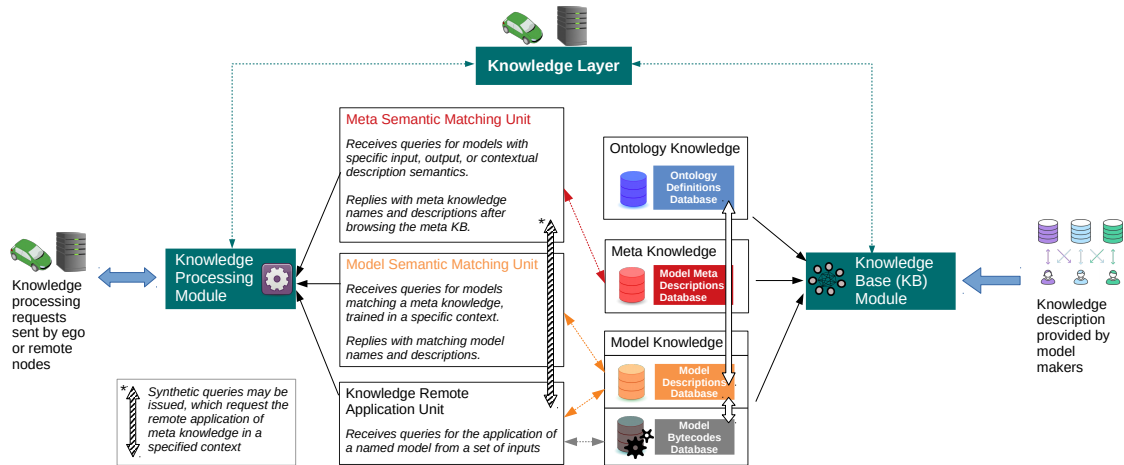 Knowledge Layer
Meta Semantic Matching Unit
Receives queries for models with
specific input, output, or contextual
description semantics.
Replies with meta knowledge
names and descriptions after
browsing the meta KB.
*
Model Semantic Matching Unit
Receives queries for models
matching a meta knowledge,
trained in a specific context.
Replies with matching model
names and descriptions.
Knowledge Remote
Application Unit
Receives queries for the application of
a named model from a set of inputs
Knowledge
Processing
Module
Knowledge
processing
requests
sent by ego
or remote
nodes
*
Synthetic queries may be
issued, which request the
remote application of
meta knowledge in a
specified context
Ontology Knowledge
Ontology
Definitions
Database
Meta Knowledge
Model Meta
Descriptions
Database
Model Knowledge
Model
Descriptions
Database
Model
Bytecodes
Database
Knowledge
Base (KB)
Module
Knowledge
description
provided by
model
makers